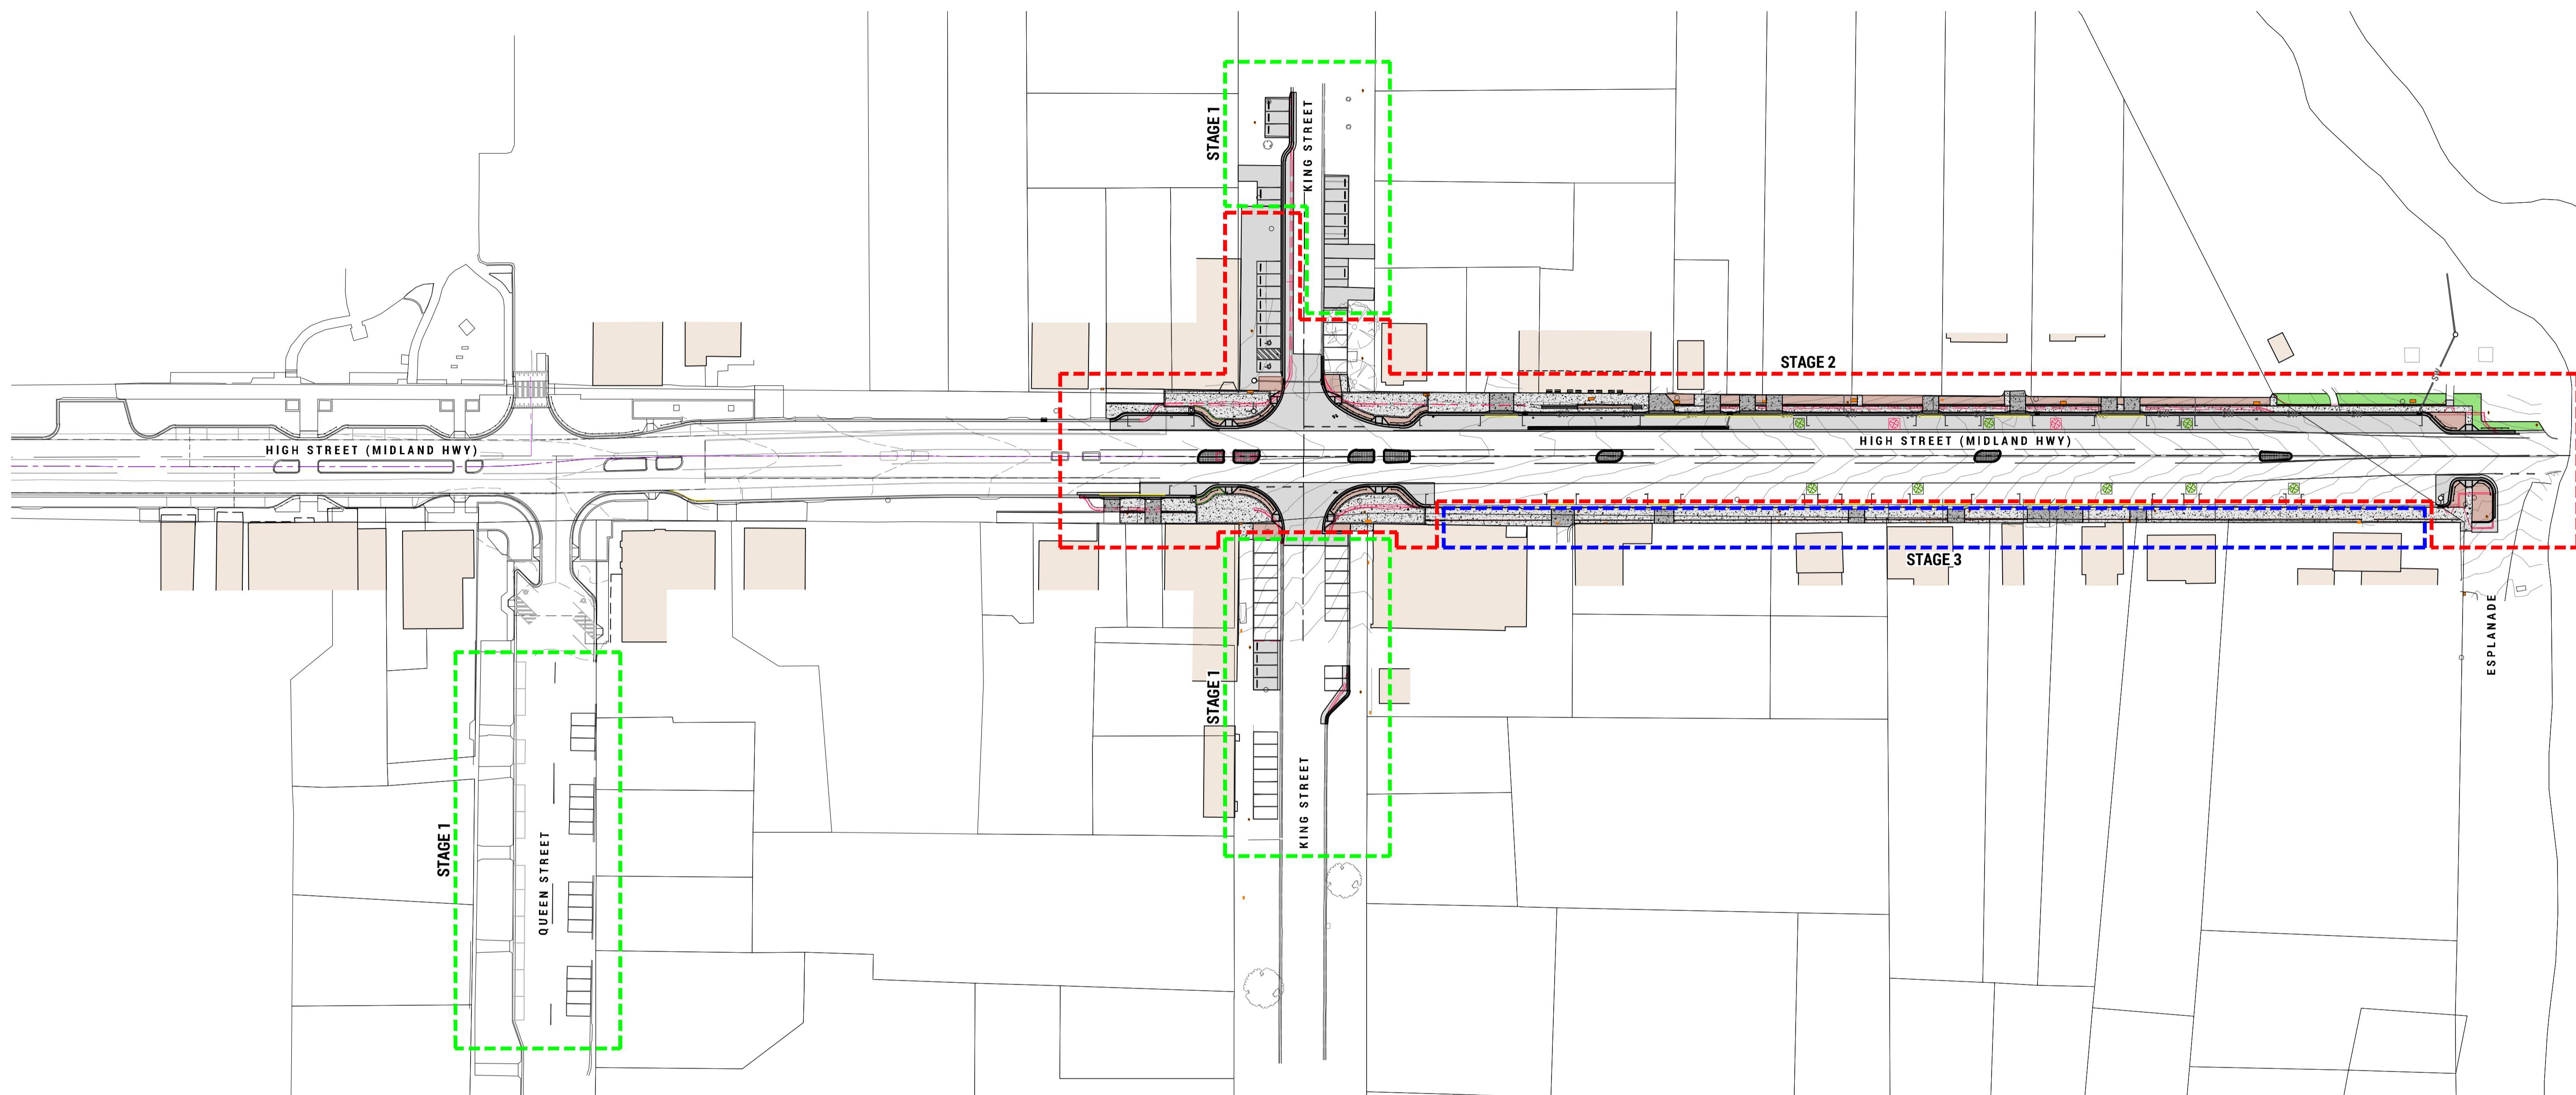 STAGE 1
KING STREET
STAGE 2
HIGH STREET (MIDLAND HWY)
HIGH STREET (MIDLAND HWY)
SW
STAGE 3
ESPLANADE
STAGE 1
KING STREET
STAGE 1
QUEEN STREET